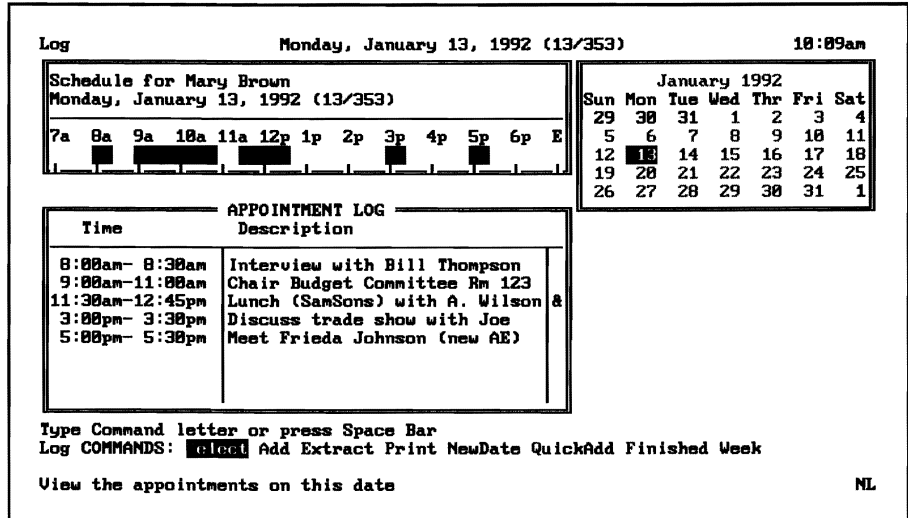 Log Monday, January 13, 1992 (13/353) 10:09am
Schedule for Mary Brown
Monday, January 13, 1992 (13/353)
7a 8a 9a 10a 11a 12p 1p 2p 3p 4p 5p 6p E
January 1992
Sun Mon Tue Wed Thr Fri Sat
29 30 31 1 2 3 4
5 6 7 8 9 10 11
12 13 14 15 16 17 18
19 20 21 22 23 24 25
26 27 28 29 30 31 1
APPOINTMENT LOG
Time Description
8:00am- 8:30am Interview with Bill Thompson
9:00am-11:00am Chair Budget Committee Rm 123
11:30am-12:45pm Lunch (SamSons) with A. Wilson &
3:00pm- 3:30pm Discuss trade show with Joe
5:00pm- 5:30pm Meet Frieda Johnson (new AE)
Type Command letter or press Space Bar
Log COMMANDS: elect Add Extract Print NewDate QuickAdd Finished Week
View the appointments on this date NL